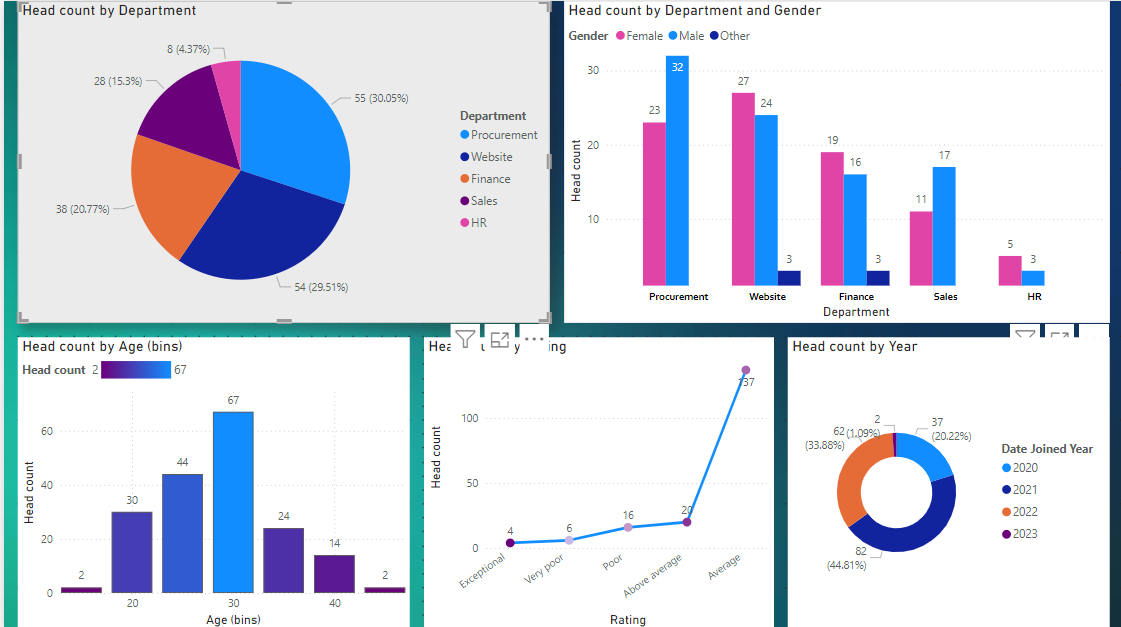 Head count by Department
8 (4.37%)
28 (15.3%)
55 (30.05%)
38 (20.77%)
54 (29.51%)
Department
Procurement
Website
Finance
Sales
HR
Head count by Department and Gender
Gender Female Male Other
Head count
30
20
10
23
32
27
24
3
19
16
3
11
17
5
3
Procurement Website Finance Sales HR
Department
Head count by Age (bins)
Head count 2 67
Head count
60
40
20
0
2
30
44
67
24
14
2
20 30 40
Age (bins)
Head count
100
50
0
4
6
16
20
137
Exceptional
Very poor
Poor
Above average
Average
Rating
Head count by Year
2
(1.09%)
37
(20.22%)
62
(33.88%)
82
(44.81%)
Date Joined Year
2020
2021
2022
2023